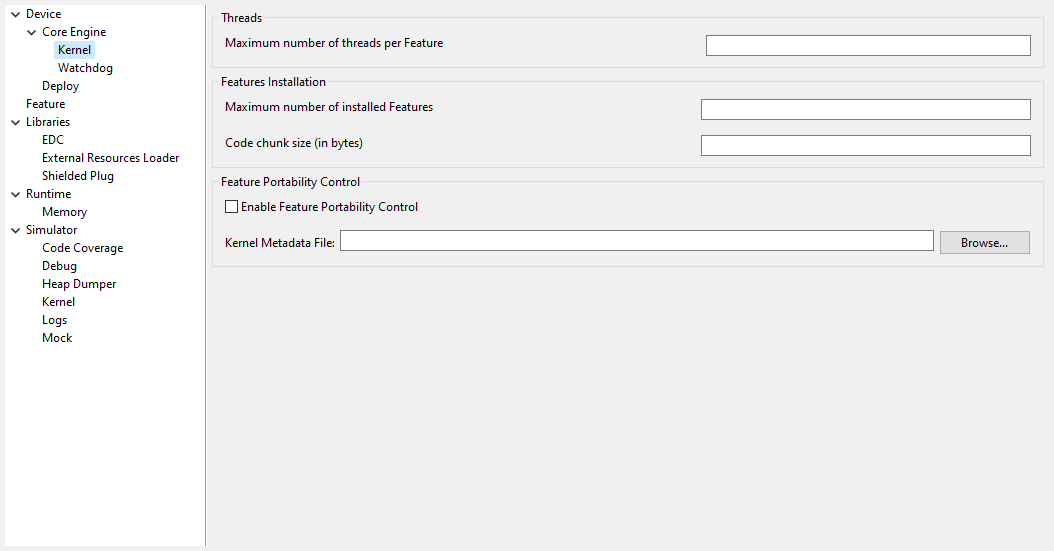 Device
Core Engine
Kernel
Watchdog
Deploy
Feature
Libraries
EDC
External Resources Loader
Shielded Plug
Runtime
Memory
Simulator
Code Coverage
Debug
Heap Dumper
Kernel
Logs
Mock
Threads
Maximum number of threads per Feature
Features Installation
Maximum number of installed Features
Code chunk size (in bytes)
Feature Portability Control
Enable Feature Portability Control
Kernel Metadata File: Browse...